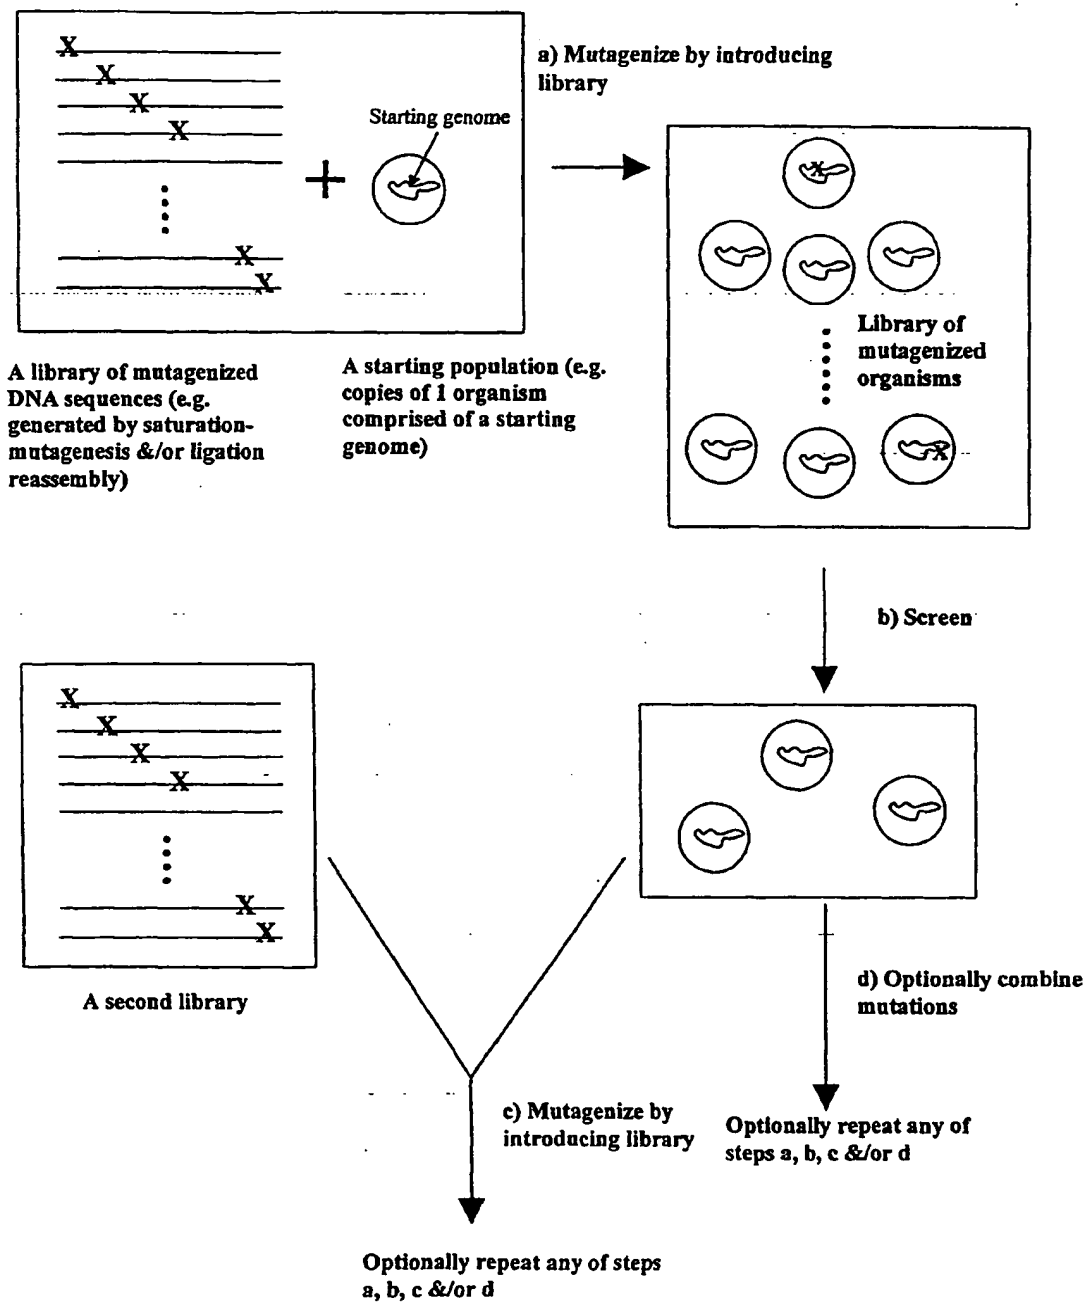 a) Mutagenize by introducing
library
X
X
X
X
Starting genome
+
X
X
A library of mutagenized
DNA sequences (e.g.
generated by saturation-
mutagenesis &/or ligation
reassembly)
A starting population (e.g.
copies of 1 organism
comprised of a starting
genome)
X
Library of
mutagenized
organisms
X
b) Screen
X
X
X
X
X
X
A second library
d) Optionally combine
mutations
c) Mutagenize by
introducing library
Optionally repeat any of
steps a, b, c &/or d
Optionally repeat any of steps
a, b, c &/or d